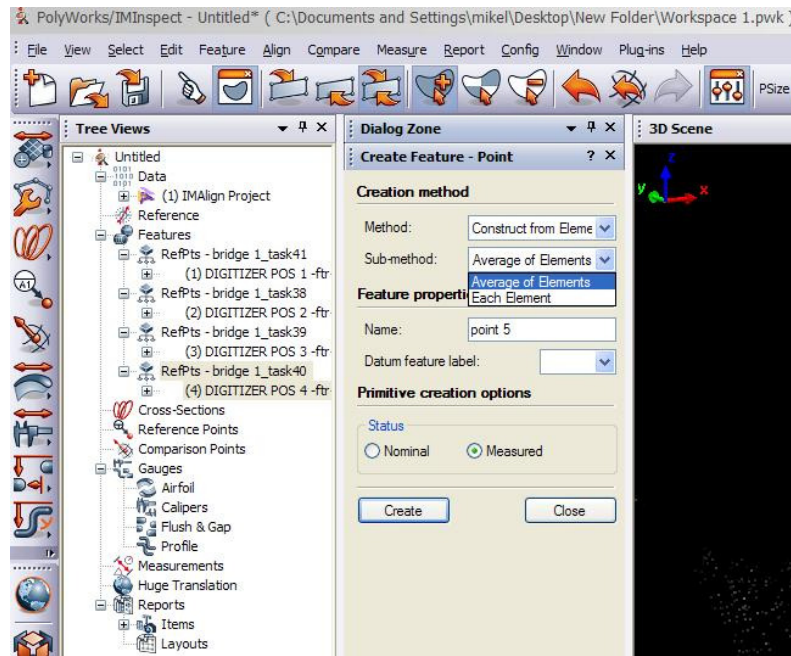 PolyWorks/IMInspect - Untitled* ( C:\Documents and Settings\mikel\Desktop\New Folder\Workspace 1.pwk )
File View Select Edit Feature Align Compare Measure Report Config Window Plug-ins Help
PSize
Tree Views
Untitled
Data
(1) IMAlign Project
Reference
Features
RefPts - bridge 1_task41
(1) DIGITIZER POS 1 -ftr
RefPts - bridge 1_task38
(2) DIGITIZER POS 2 -ftr
RefPts - bridge 1_task39
(3) DIGITIZER POS 3 -ftr
RefPts - bridge 1_task40
(4) DIGITIZER POS 4 -ftr
Cross-Sections
Reference Points
Comparison Points
Gauges
Airfoil
Calipers
Flush & Gap
Profile
Measurements
Huge Translation
Reports
Items
Layouts
Dialog Zone
Create Feature - Point ?
Creation method
Method: Construct from Eleme
Sub-method: Average of Elements
Average of Elements
Each Element
Feature properti
Name: point 5
Datum feature label:
Primitive creation options
Status
Nominal Measured
Create Close
3D Scene
z
y x
A1